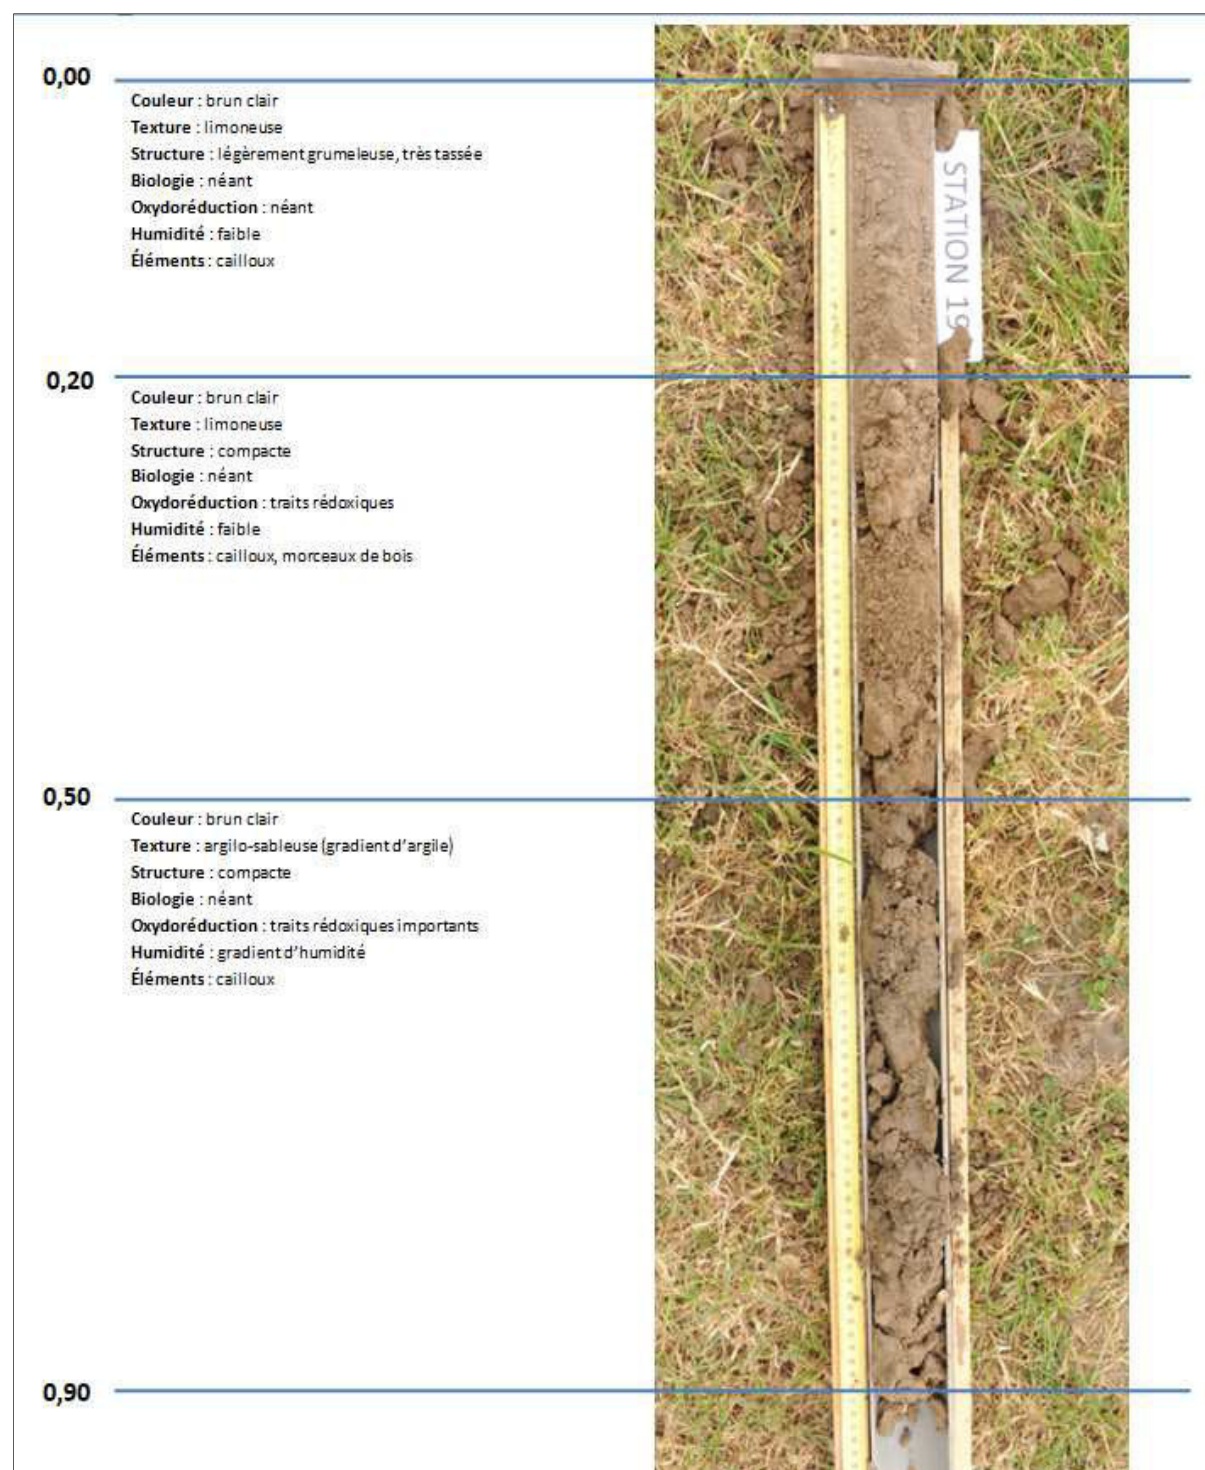 0,00
Couleur : brun clair
Texture : limoneuse
Structure : légèrement grumeleuse, très tassée
Biologie : néant
Oxydoréduction : néant
Humidité : faible
Éléments : cailloux
STATION 19
0,20
Couleur : brun clair
Texture : limoneuse
Structure : compacte
Biologie : néant
Oxydoréduction : traits rédoxiques
Humidité : faible
Éléments : cailloux, morceaux de bois
0,50
Couleur : brun clair
Texture : argilo-sableuse (gradient d'argile)
Structure : compacte
Biologie : néant
Oxydoréduction : traits rédoxiques importants
Humidité : gradient d'humidité
Éléments : cailloux
0,90